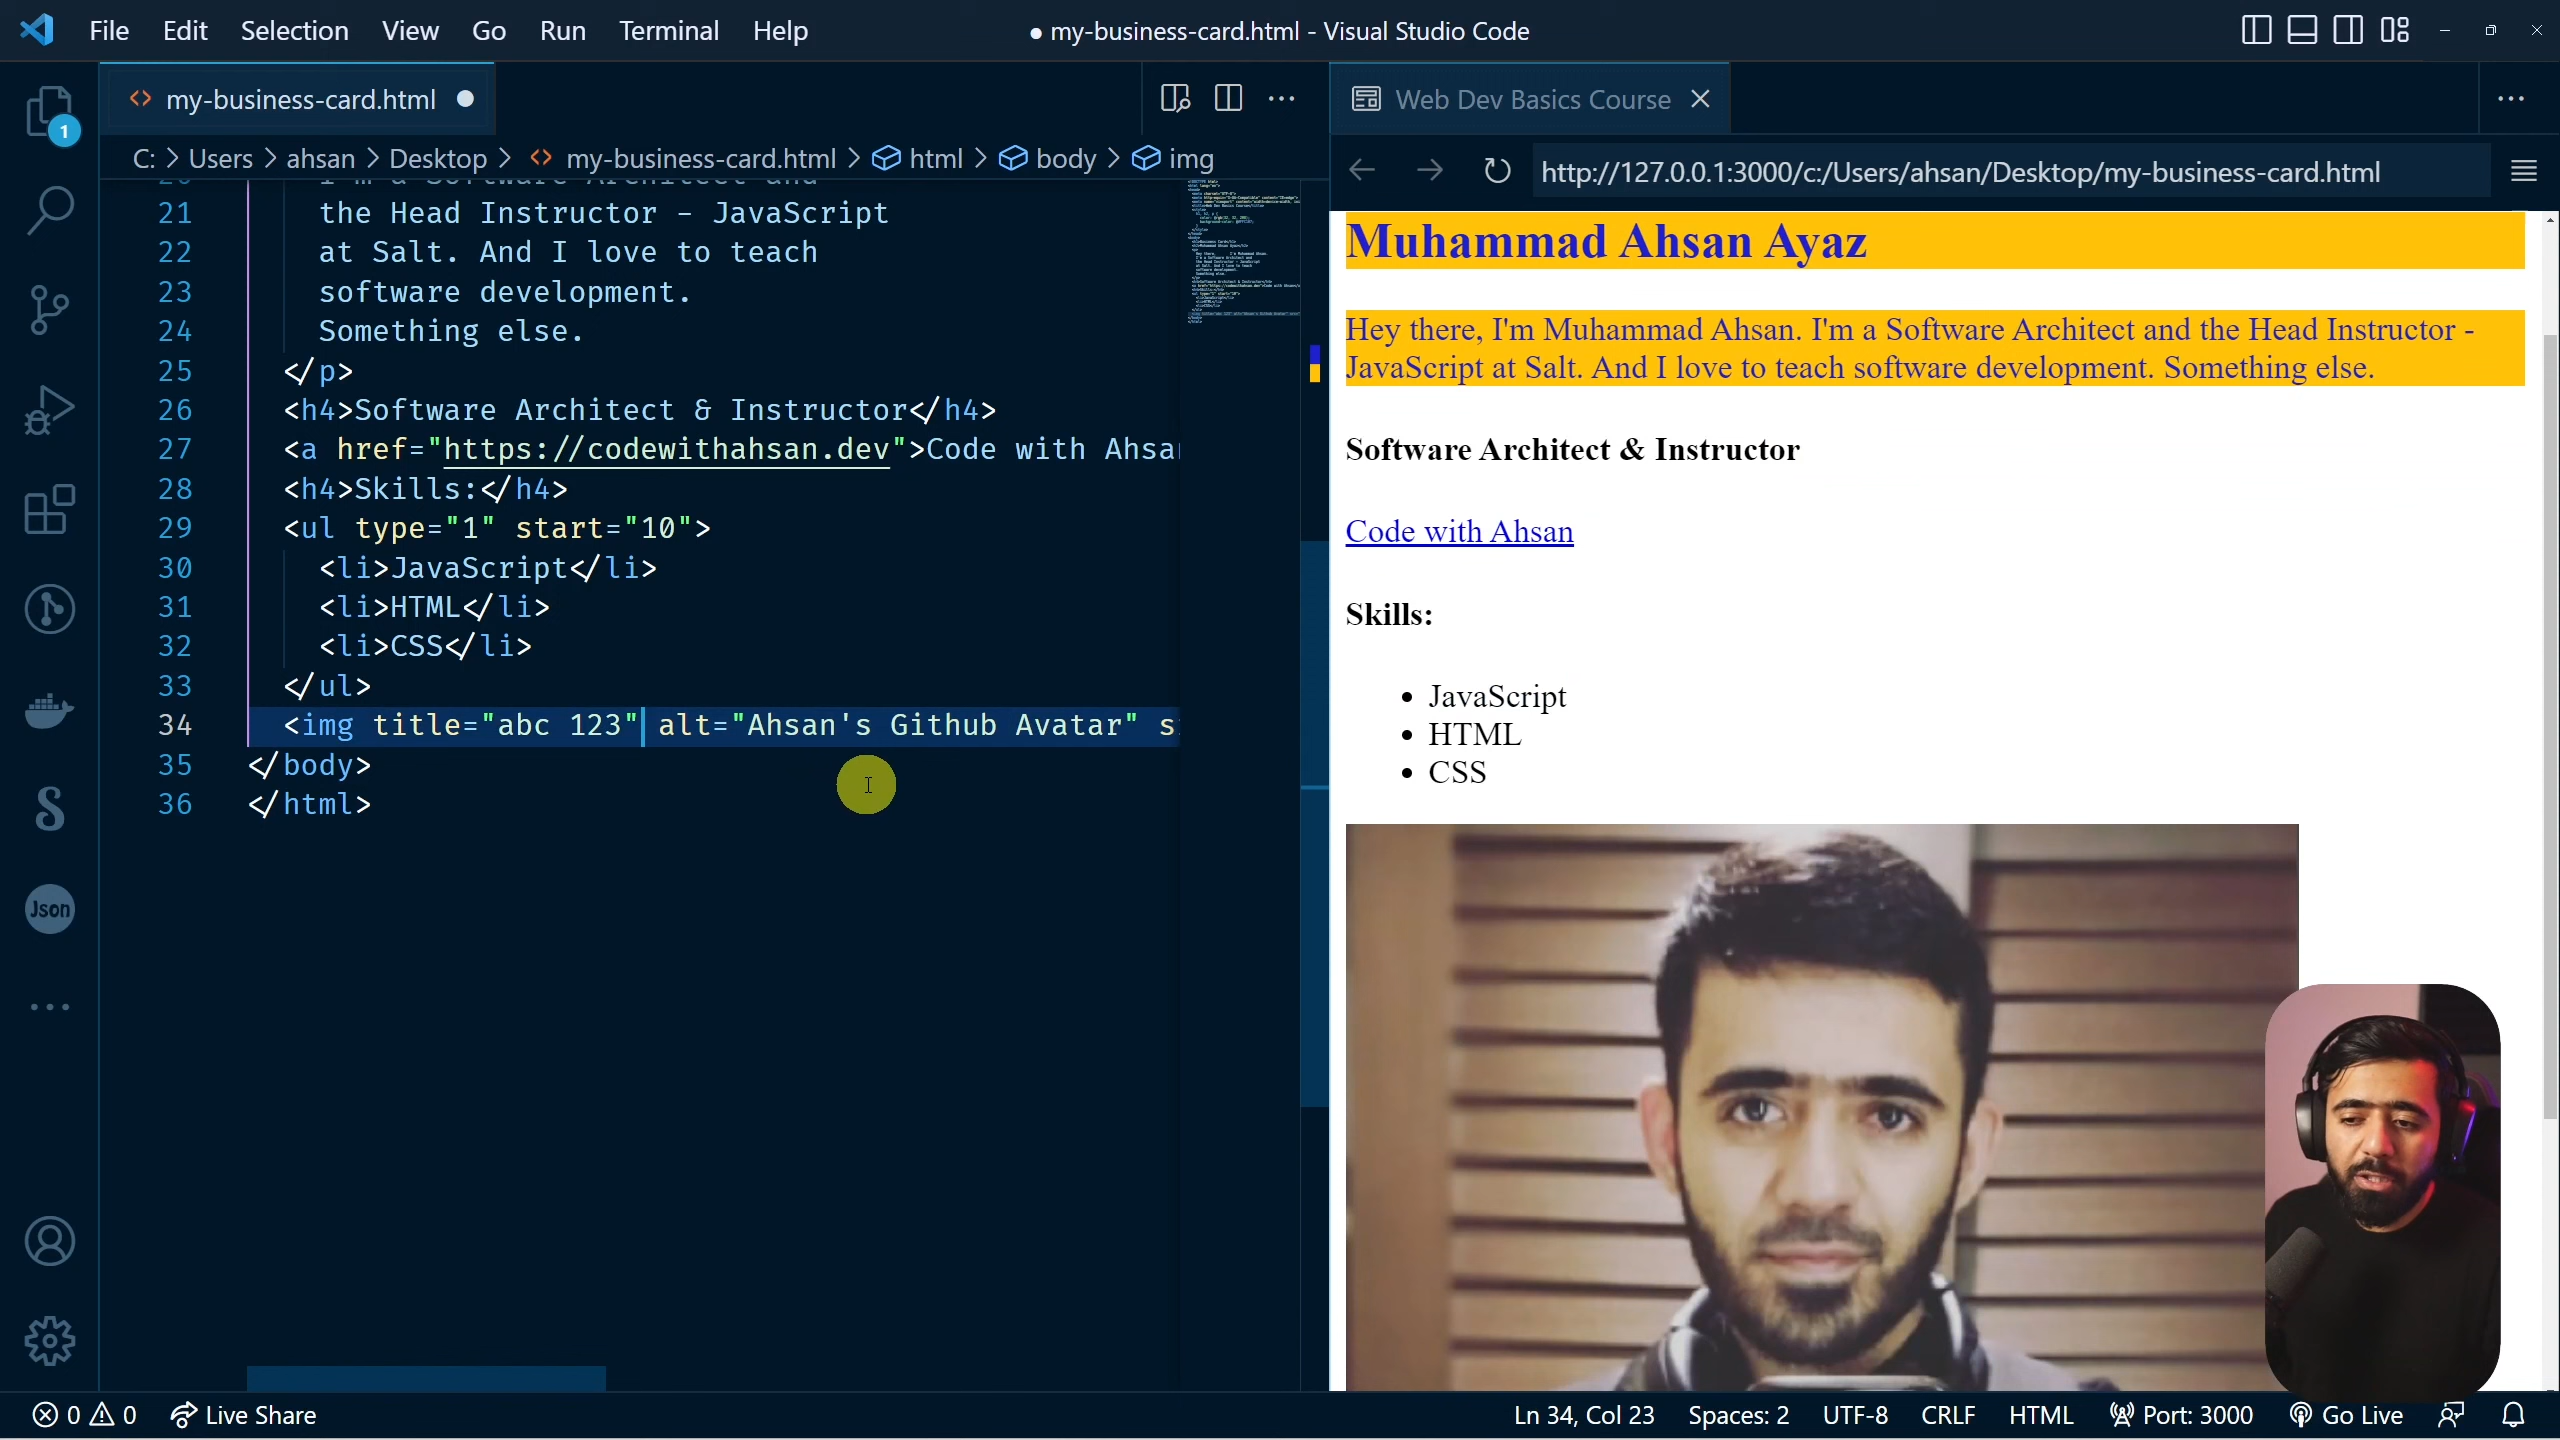 File Edit Selection View Go Run Terminal Help
● my-business-card.html - Visual Studio Code
my-business-card.html
Web Dev Basics Course
1
C: > Users > ahsan > Desktop > my-business-card.html > html > body > img
http://127.0.0.1:3000/c:/Users/ahsan/Desktop/my-business-card.html
20 I'm a Software Architect and
21 the Head Instructor - JavaScript
22 at Salt. And I love to teach
23 software development.
24 Something else.
25 </p>
26 <h4>Software Architect & Instructor</h4>
27 <a href="https://codewithahsan.dev">Code with Ahsa
28 <h4>Skills:</h4>
29 <ul type="1" start="10">
30 <li>JavaScript</li>
31 <li>HTML</li>
32 <li>CSS</li>
33 </ul>
34 <img title="abc 123" alt="Ahsan's Github Avatar" s
35 </body>
36 </html>
Json
Muhammad Ahsan Ayaz
Hey there, I'm Muhammad Ahsan. I'm a Software Architect and the Head Instructor -
JavaScript at Salt. And I love to teach software development. Something else.
Software Architect & Instructor
Code with Ahsan
Skills:
• JavaScript
• HTML
• CSS
0 0 Live Share
Ln 34, Col 23 Spaces: 2 UTF-8 CRLF HTML Port: 3000 Go Live